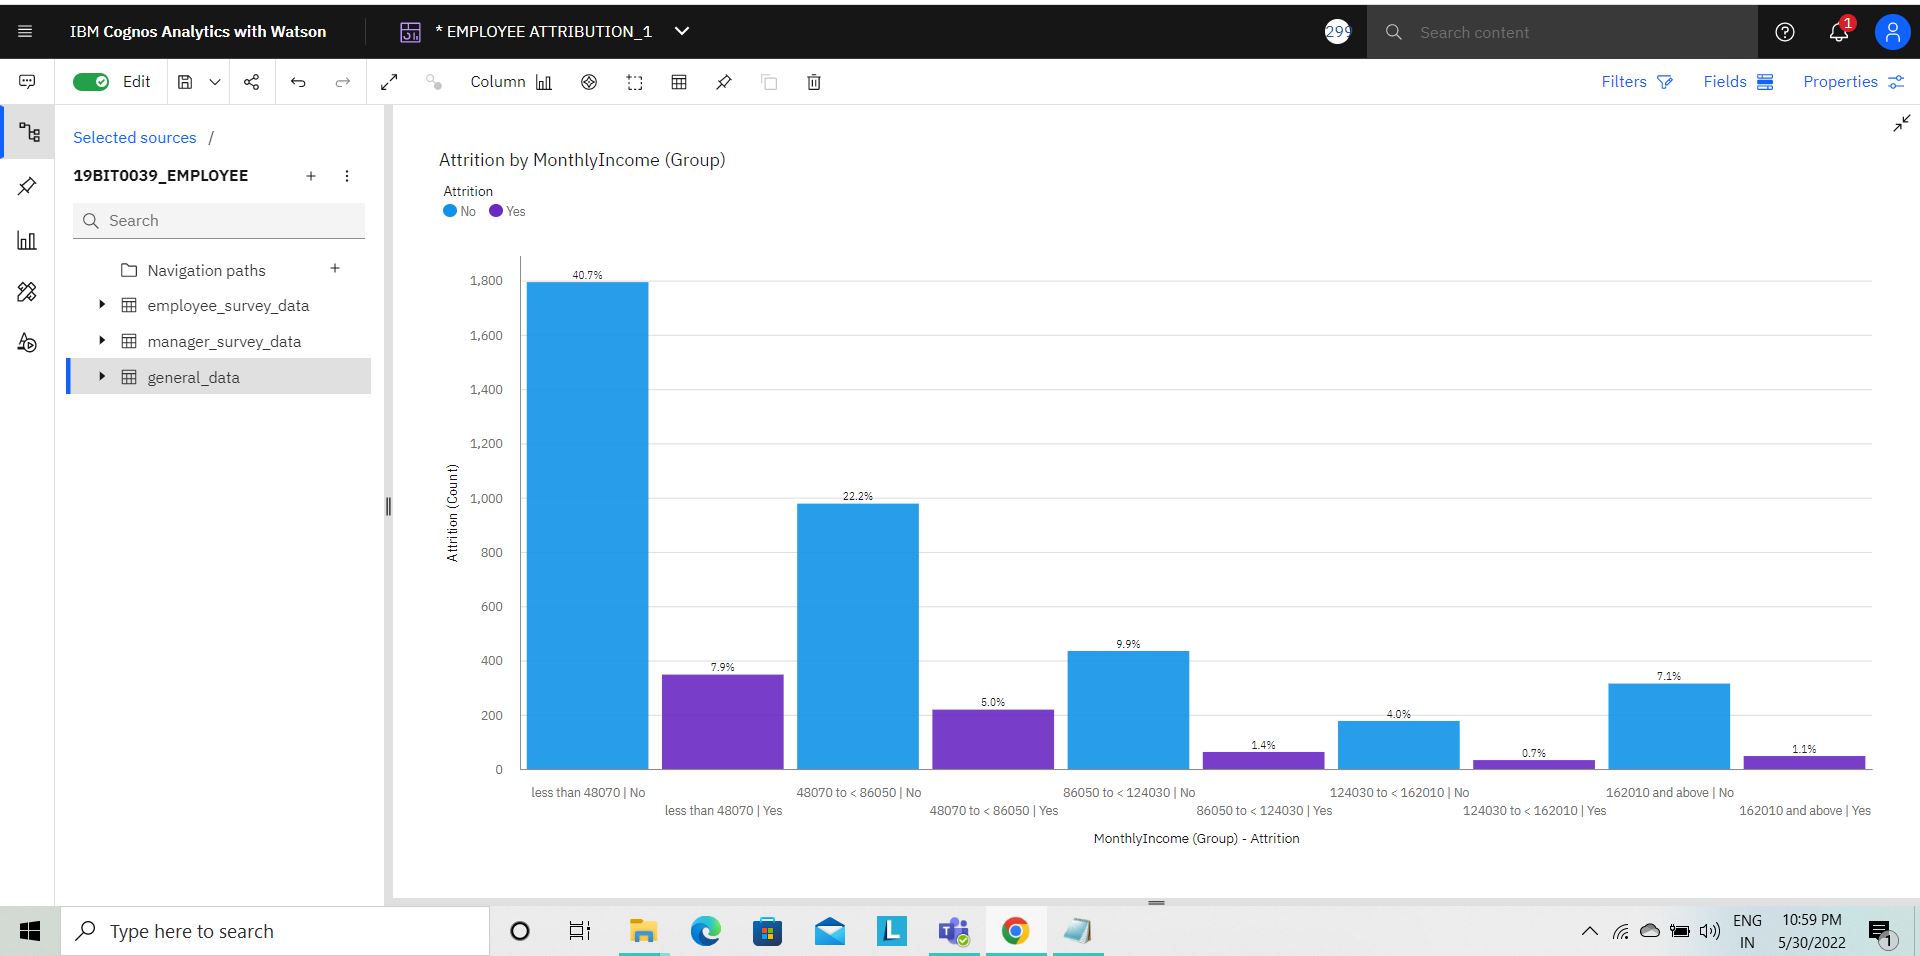 IBM Cognos Analytics with Watson
* EMPLOYEE ATTRIBUTION_1
299
Search content
1
Edit
Column
Filters
Fields
Properties
Selected sources /
19BIT0039_EMPLOYEE
Search
Navigation paths
employee_survey_data
manager_survey_data
general_data
Attrition by MonthlyIncome (Group)
Attrition
No Yes
1,800
1,600
1,400
1,200
1,000
800
600
400
200
0
Attrition (Count)
40.7%
7.9%
22.2%
5.0%
9.9%
1.4%
4.0%
0.7%
7.1%
1.1%
less than 48070 | No
less than 48070 | Yes
48070 to < 86050 | No
48070 to < 86050 | Yes
86050 to < 124030 | No
86050 to < 124030 | Yes
124030 to < 162010 | No
124030 to < 162010 | Yes
162010 and above | No
162010 and above | Yes
MonthlyIncome (Group) - Attrition
Type here to search
L
ENG
IN
10:59 PM
5/30/2022
1